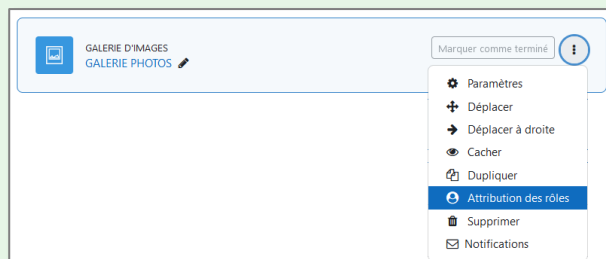 GALERIE D'IMAGES
GALERIE PHOTOS
Marquer comme terminé
Paramètres
Déplacer
Déplacer à droite
Cacher
Dupliquer
Attribution des rôles
Supprimer
Notifications